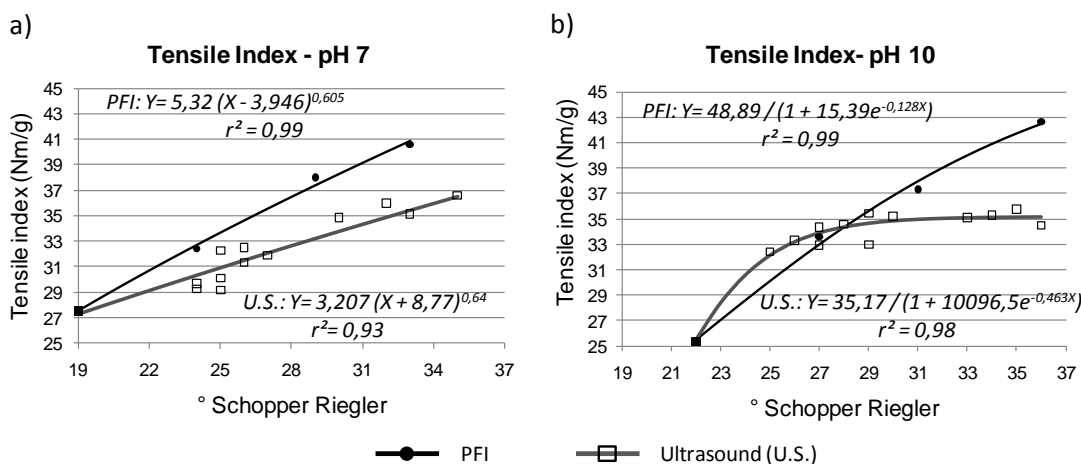 a)
Tensile Index - pH 7
Tensile index (Nm/g)
45
43
41
39
37
35
33
31
29
27
25
PFI: Y= 5,32 (X - 3,946)^0,605
r² = 0,99
U.S.: Y= 3,207 (X + 8,77)^0,64
r²= 0,93
19 22 25 28 31 34 37
° Schopper Riegler
b)
Tensile Index- pH 10
Tensile index (Nm/g)
45
43
41
39
37
35
33
31
29
27
25
PFI: Y= 48,89 / (1 + 15,39e^-0,128X)
r² = 0,99
U.S.: Y= 35,17 / (1 + 10096,5e^-0,463X)
r² = 0,98
19 21 23 25 27 29 31 33 35 37
° Schopper Riegler
PFI Ultrasound (U.S.)